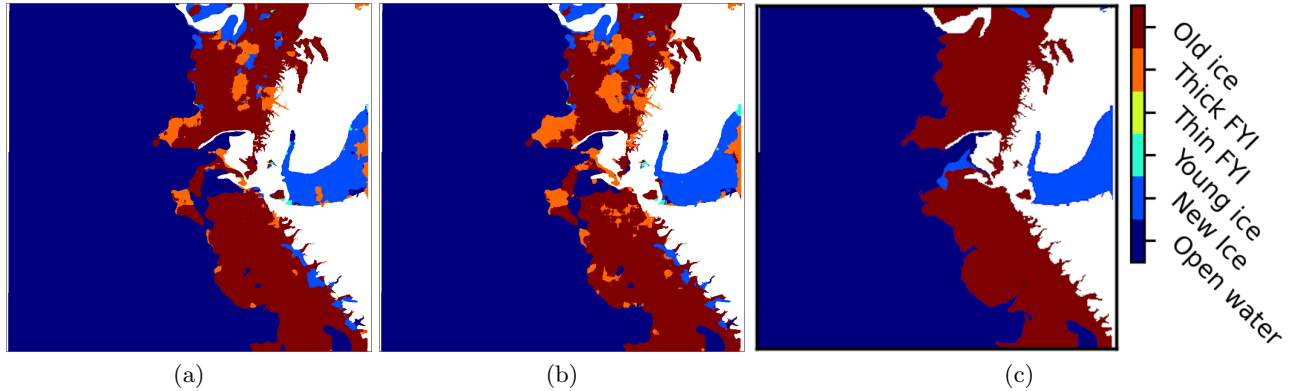 Old ice
Thick FYI
Thin FYI
Young ice
New Ice
Open water
(a)
(b)
(c)